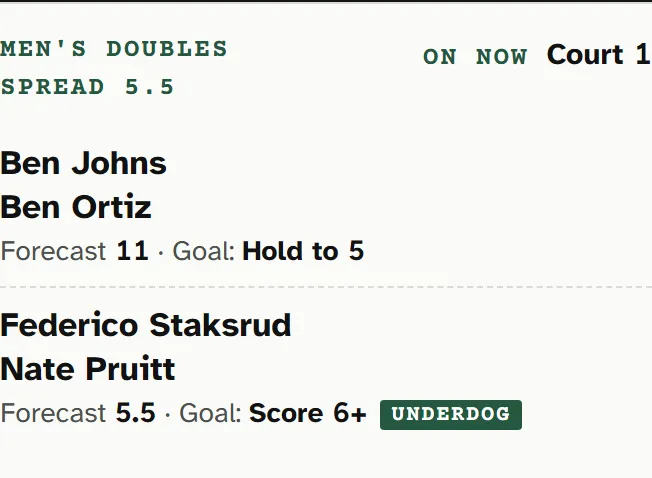 MEN'S DOUBLES
SPREAD 5.5
ON NOW Court 1
Ben Johns
Ben Ortiz
Forecast 11 · Goal: Hold to 5
Federico Staksrud
Nate Pruitt
Forecast 5.5 · Goal: Score 6+ UNDERDOG